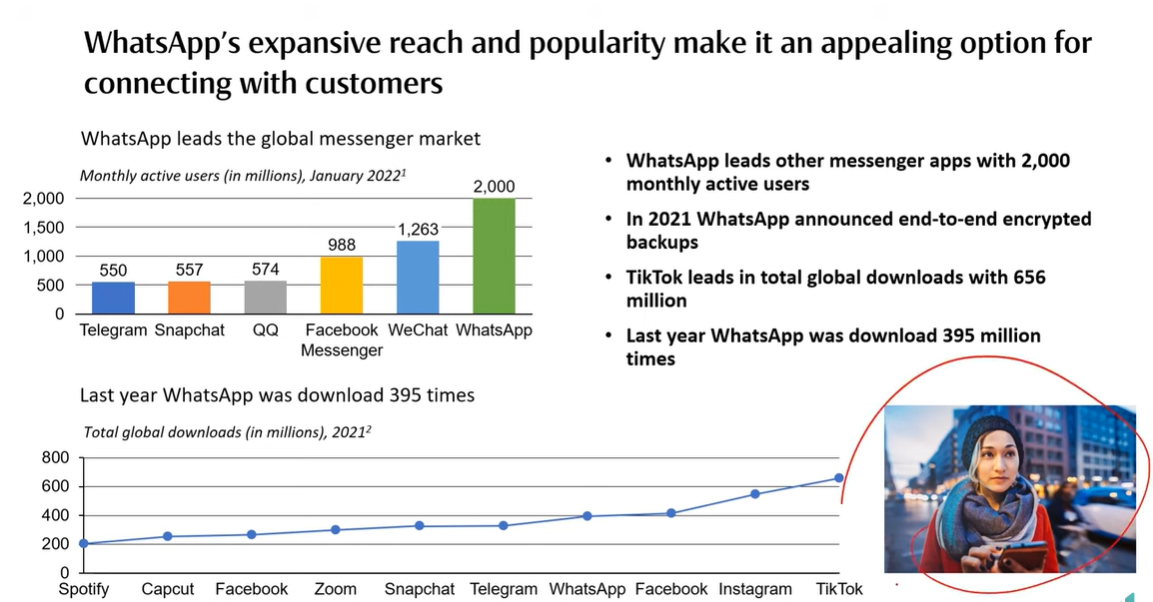 WhatsApp's expansive reach and popularity make it an appealing option for
connecting with customers
WhatsApp leads the global messenger market
Monthly active users (in millions), January 2022¹
2,000
1,500
1,000
500
0
550
557
574
988
1,263
2,000
Telegram
Snapchat
QQ
Facebook
Messenger
WeChat
WhatsApp
• WhatsApp leads other messenger apps with 2,000
monthly active users
• In 2021 WhatsApp announced end-to-end encrypted
backups
• TikTok leads in total global downloads with 656
million
• Last year WhatsApp was download 395 million
times
Last year WhatsApp was download 395 times
Total global downloads (in millions), 2021²
800
600
400
200
0
Spotify
Capcut
Facebook
Zoom
Snapchat
Telegram
WhatsApp
Facebook
Instagram
TikTok